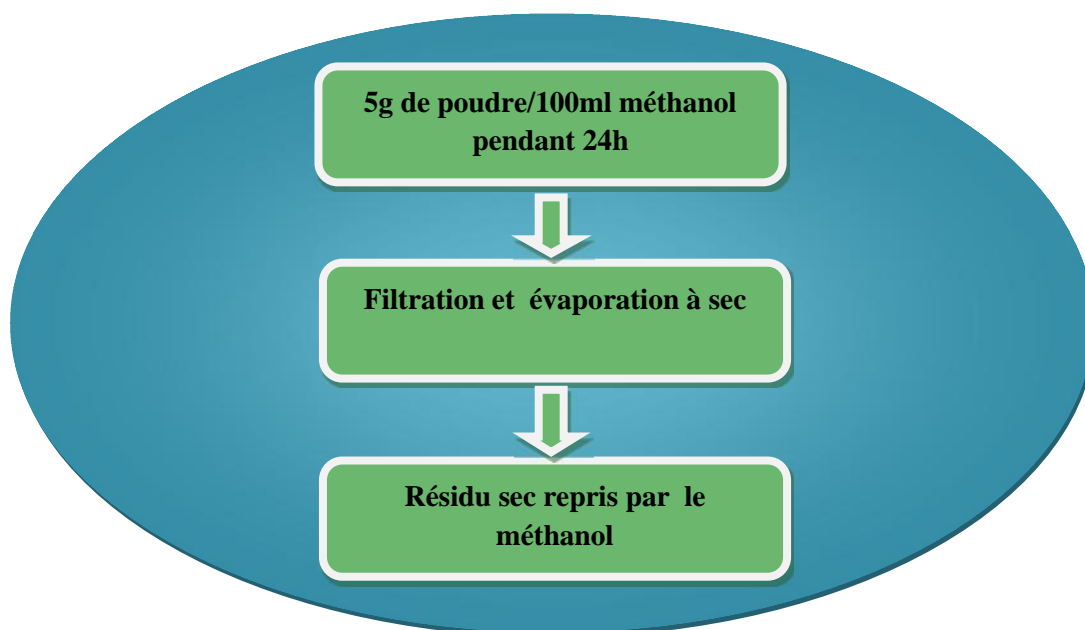 5g de poudre/100ml méthanol
pendant 24h
Filtration et évaporation à sec
Résidu sec repris par le
méthanol